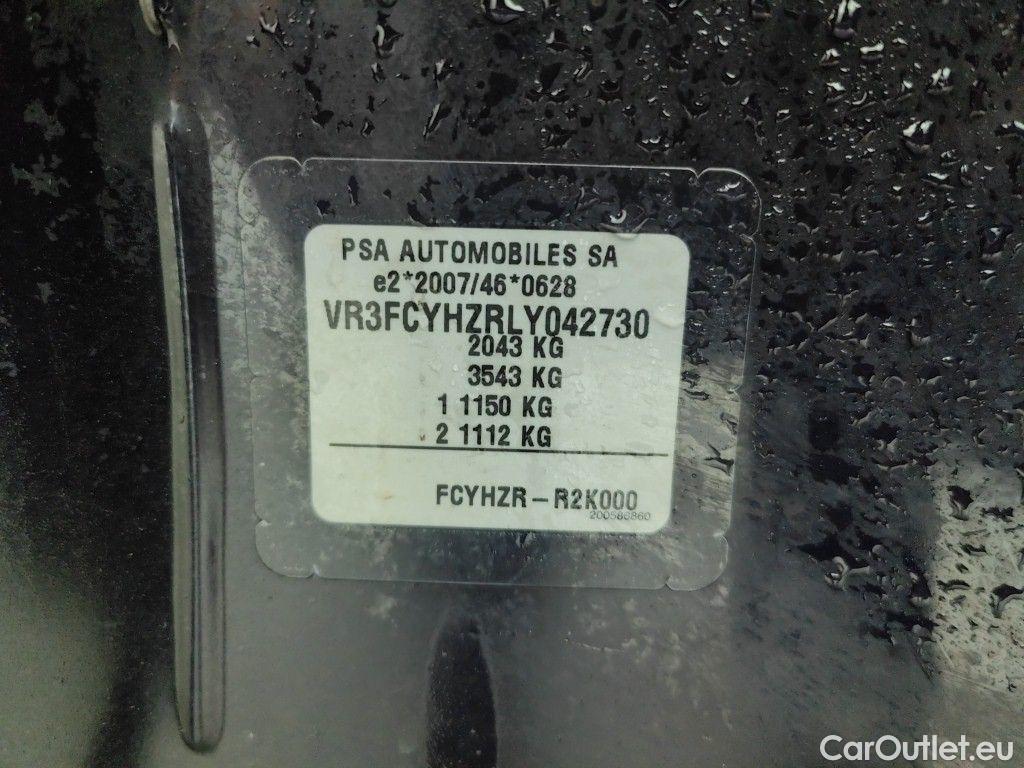 PSA AUTOMOBILES SA
e2*2007/46*0628
VR3FCYHZRLY042730
2043 KG
3543 KG
1 1150 KG
2 1112 KG
FCYHZR – R2K000
200586860
CarOutlet.eu